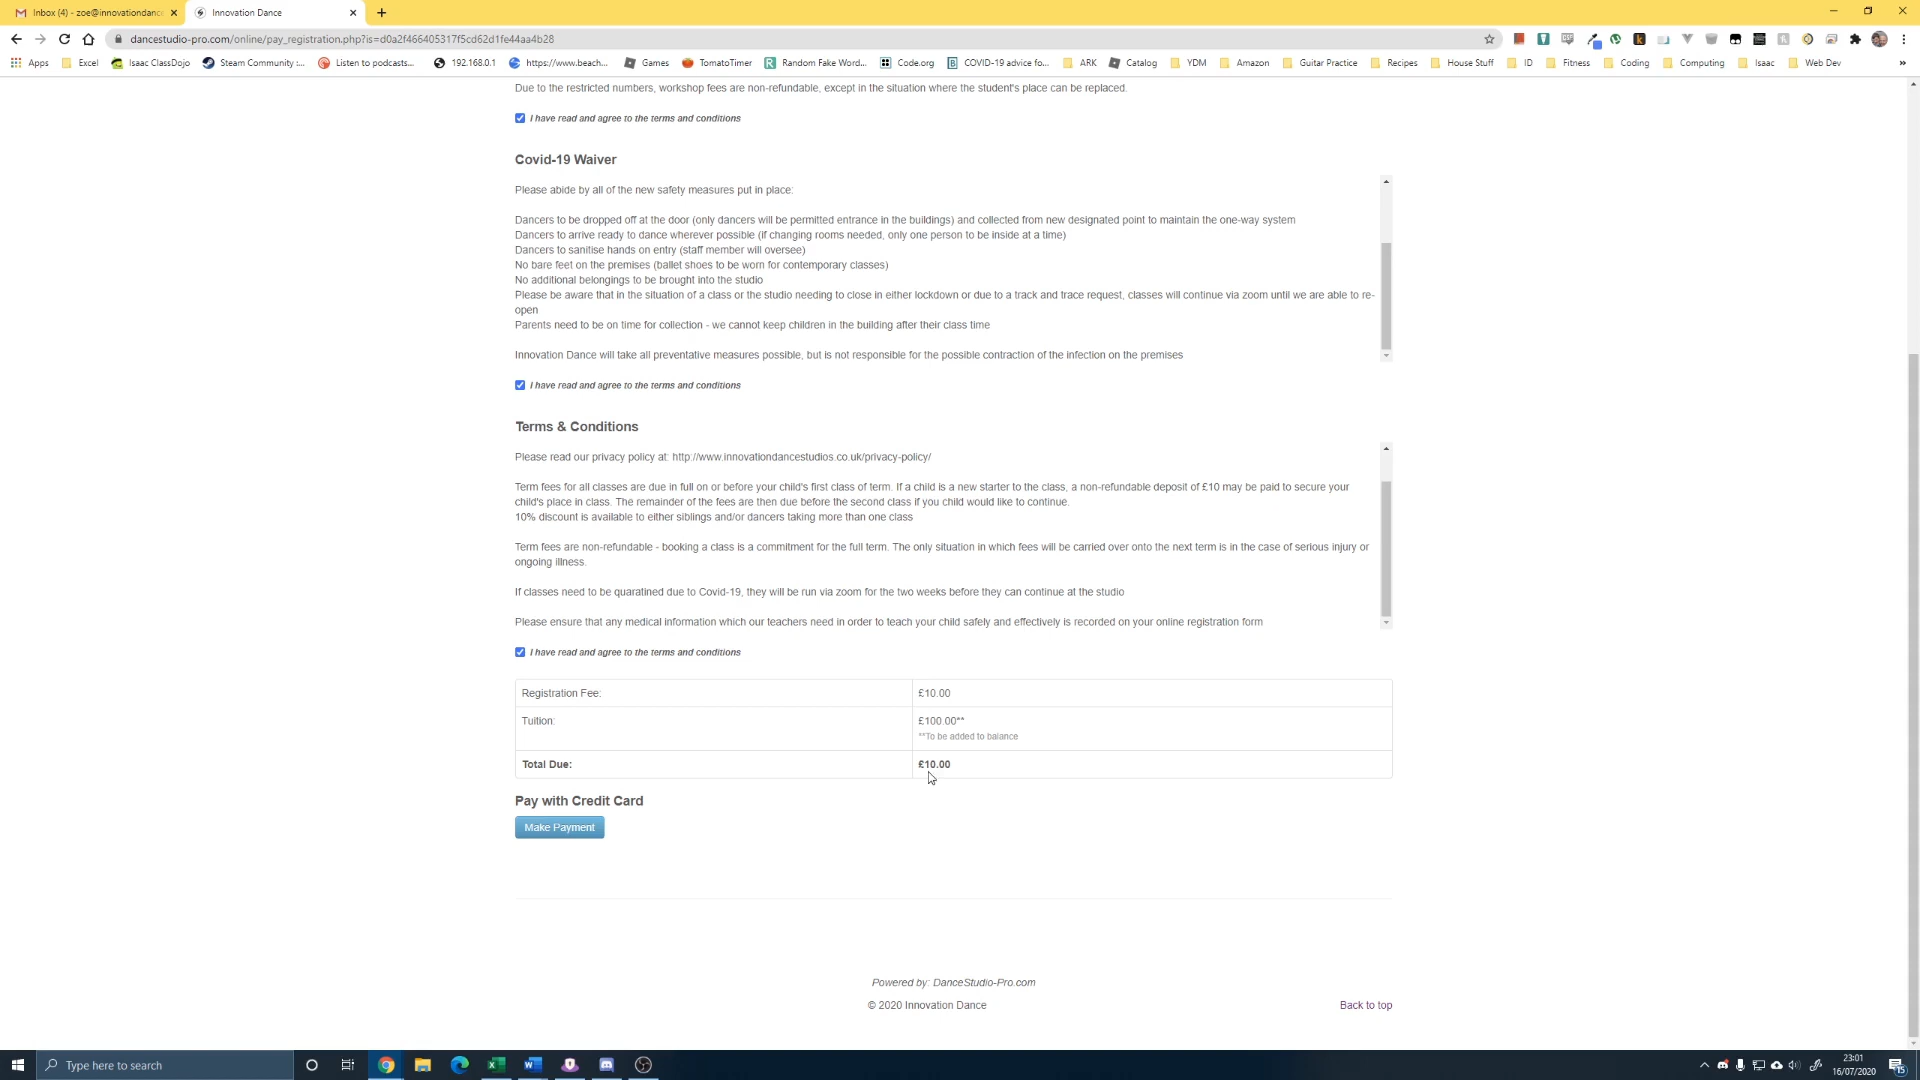 Inbox (4) - zoe@innovationdance
Innovation Dance
dancestudio-pro.com/online/pay_registration.php?is=d0a2f466405317f5cd62d1fe44aa4b28
Apps Excel Isaac ClassDojo Steam Community :... Listen to podcasts... 192.168.0.1 https://www.beach... Games TomatoTimer Random Fake Word... Code.org COVID-19 advice fo... ARK Catalog YDM Amazon Guitar Practice Recipes House Stuff ID Fitness Coding Computing Isaac Web Dev »
Due to the restricted numbers, workshop fees are non-refundable, except in the situation where the student's place can be replaced.
I have read and agree to the terms and conditions
Covid-19 Waiver
Please abide by all of the new safety measures put in place:
Dancers to be dropped off at the door (only dancers will be permitted entrance in the buildings) and collected from new designated point to maintain the one-way system
Dancers to arrive ready to dance wherever possible (if changing rooms needed, only one person to be inside at a time)
Dancers to sanitise hands on entry (staff member will oversee)
No bare feet on the premises (ballet shoes to be worn for contemporary classes)
No additional belongings to be brought into the studio
Please be aware that in the situation of a class or the studio needing to close in either lockdown or due to a track and trace request, classes will continue via zoom until we are able to re-
open
Parents need to be on time for collection - we cannot keep children in the building after their class time
Innovation Dance will take all preventative measures possible, but is not responsible for the possible contraction of the infection on the premises
I have read and agree to the terms and conditions
Terms & Conditions
Please read our privacy policy at: http://www.innovationdancestudios.co.uk/privacy-policy/
Term fees for all classes are due in full on or before your child's first class of term. If a child is a new starter to the class, a non-refundable deposit of £10 may be paid to secure your
child's place in class. The remainder of the fees are then due before the second class if you child would like to continue.
10% discount is available to either siblings and/or dancers taking more than one class
Term fees are non-refundable - booking a class is a commitment for the full term. The only situation in which fees will be carried over onto the next term is in the case of serious injury or
ongoing illness.
If classes need to be quaratined due to Covid-19, they will be run via zoom for the two weeks before they can continue at the studio
Please ensure that any medical information which our teachers need in order to teach your child safely and effectively is recorded on your online registration form
I have read and agree to the terms and conditions
Registration Fee: £10.00
Tuition: £100.00**
**To be added to balance
Total Due: £10.00
Pay with Credit Card
Make Payment
Powered by: DanceStudio-Pro.com
© 2020 Innovation Dance
Back to top
Type here to search
23:01
16/07/2020
15